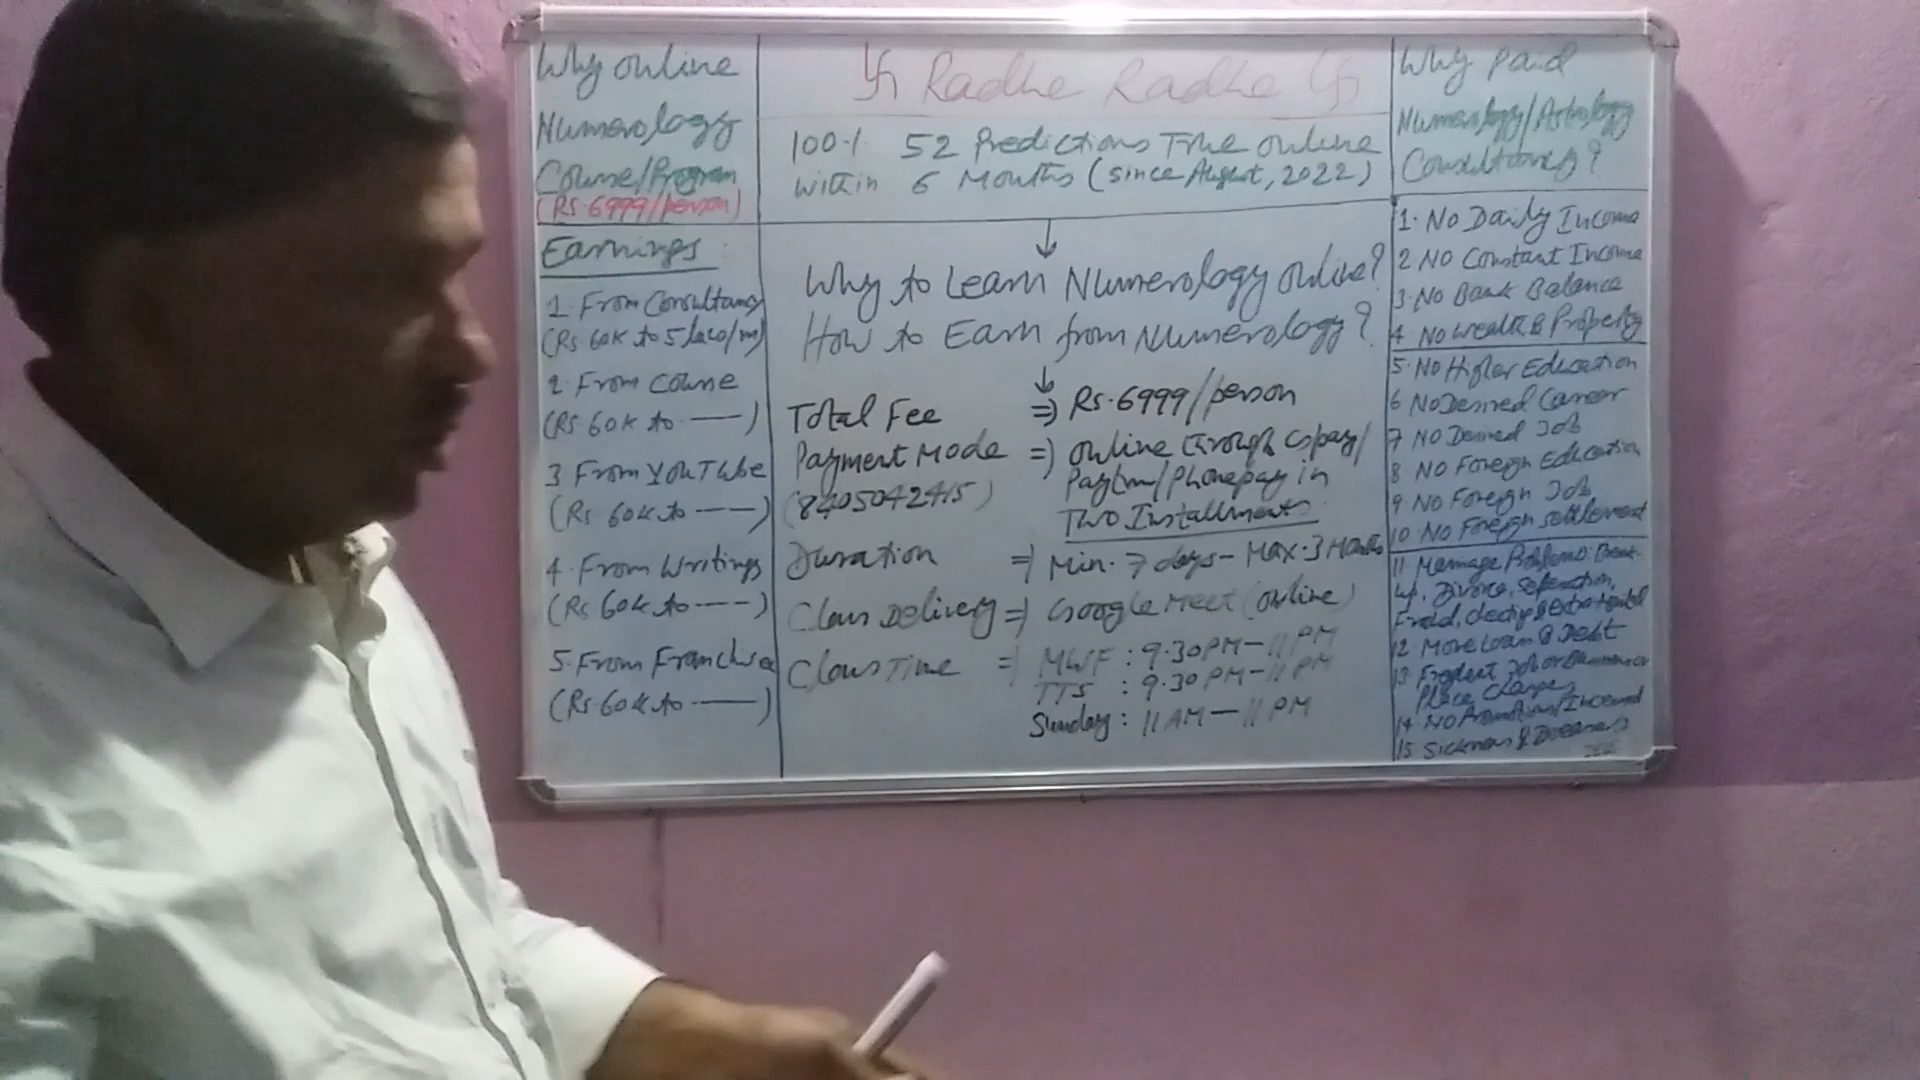 Why online
Numerology
Course/Program
(Rs. 6999/person)
Earnings
1. From Consultancy
(Rs. 60K to 5 lacs/m)
2. From Course
(Rs. 60K to ——)
3 From YouTube
(Rs 60K to ——)
4. From Writings
(Rs 60K to ----)
5. From Franchise
(Rs. 60K to ——)
卐 Radhe Radhe 卐
100% 52 Predictions True online
within 6 Months (since August, 2022)
Why to Learn Numerology online?
How to Earn from Numerology?
Total Fee => Rs. 6999/person
Payment Mode => online through G/pay/
(8405042415) Paytm/Phonepay in
Two Installments
Duration => Min. 7 days - Max. 3 Months
Class Delivery => Google Meet (online)
Class Time => MWF : 9.30 PM - 11 PM
TTS : 9.30 PM - 11 PM
Sunday : 11 AM — 11 PM
Why Paid
Numerology/Astrology
Consultancy?
1. No Daily Income
2. No Constant Income
3. No Bank Balance
4. No Wealth & Property
5. No Higher Education
6 No Desired Career
7 No Desired Job
8 No Foreign Education
9 No Foreign Job
10 No Foreign Settlement
11 Marriage Problems: Break-
up, Divorce, Seperation,
Fraud, cheating & extra Marital
12 More Loan & Debt
13 Frequent Job or Business or
Place Changes
14 No Promotion/Increment
15 Sickness & Diseases